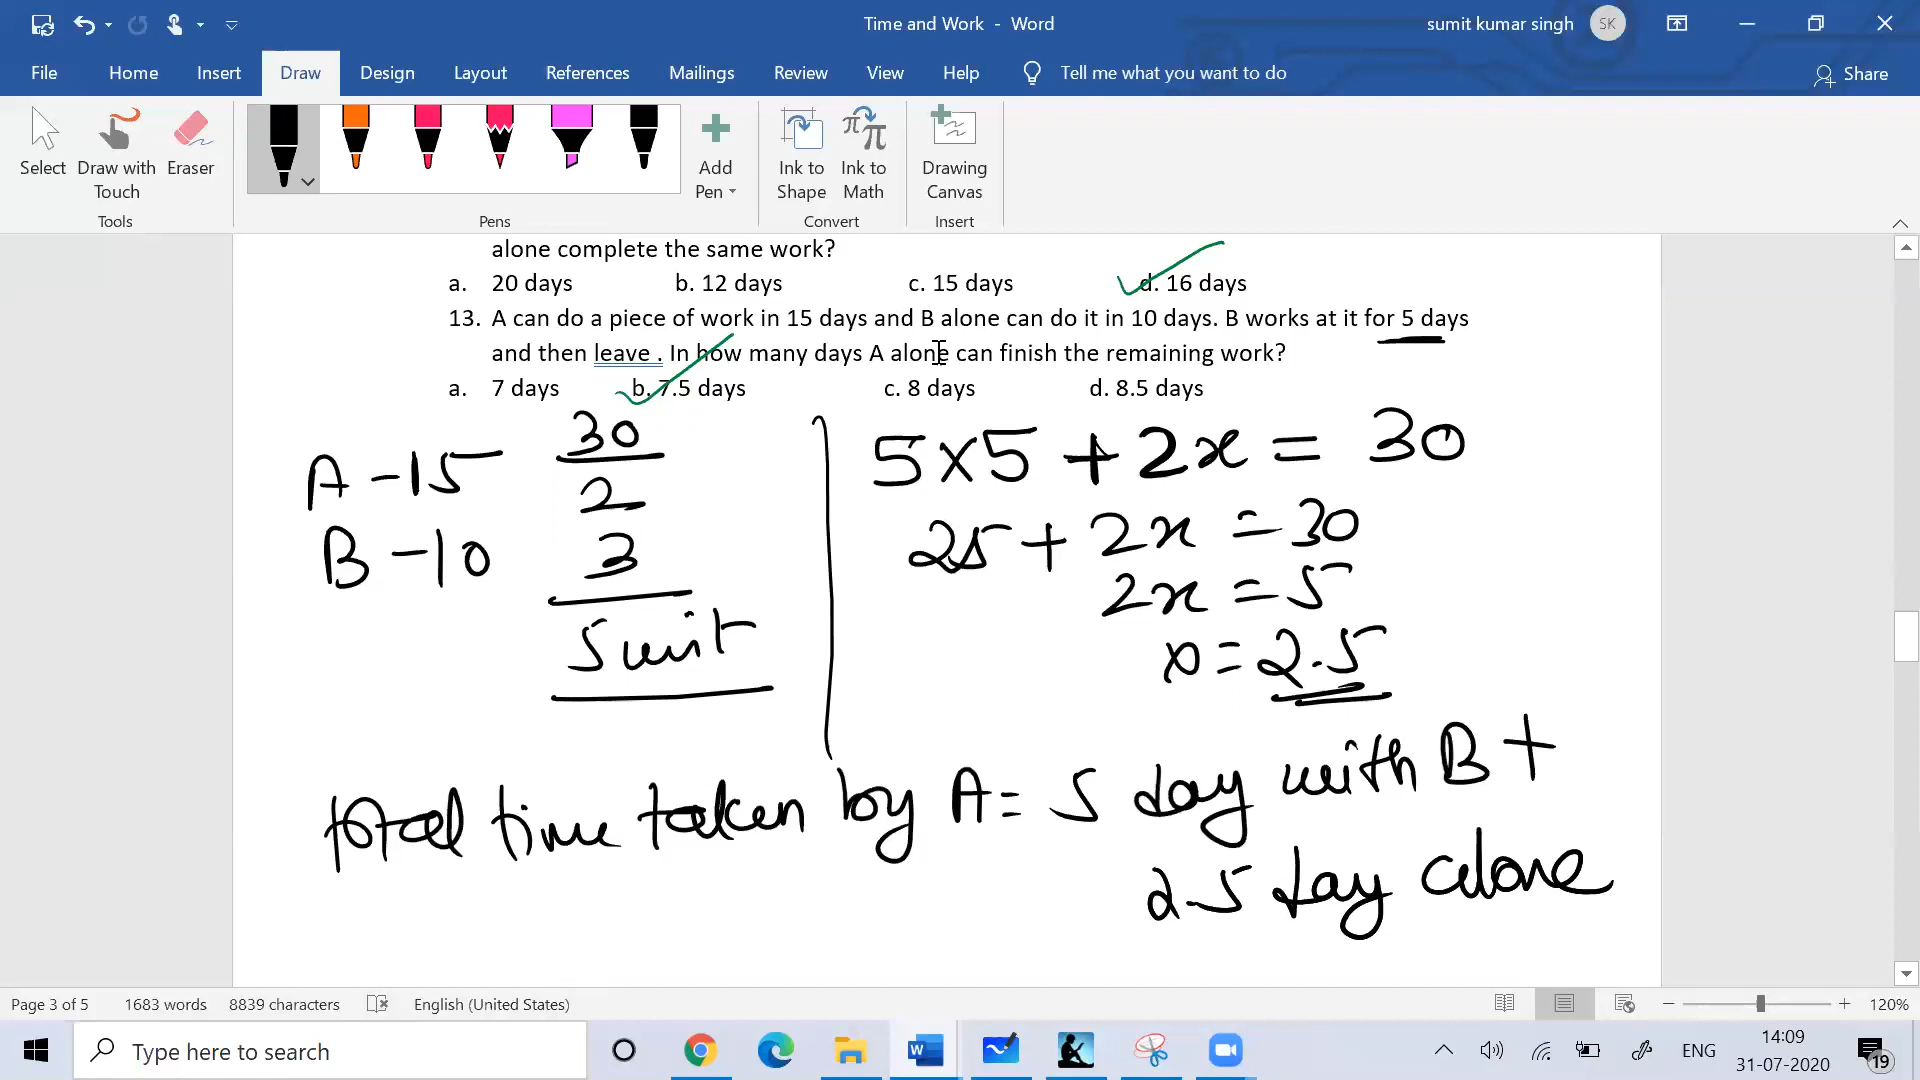 Time and Work - Word
sumit kumar singh
SK
File Home Insert Draw Design Layout References Mailings Review View Help Tell me what you want to do Share
Select Draw with Touch Eraser
Add Pen
Ink to Shape Ink to Math
Drawing Canvas
Tools Pens Convert Insert
alone complete the same work?
a. 20 days b. 12 days c. 15 days d. 16 days
13. A can do a piece of work in 15 days and B alone can do it in 10 days. B works at it for 5 days
and then leave . In how many days A alone can finish the remaining work?
a. 7 days b. 7.5 days c. 8 days d. 8.5 days
30
A - 15 2
B - 10 3
5 unit
5 x 5 + 2x = 30
25 + 2x = 30
2x = 5
x = 2.5
total time taken by A = 5 day with B +
2.5 day alone
Page 3 of 5 1683 words 8839 characters English (United States) 120%
Type here to search
ENG
14:09
31-07-2020
19